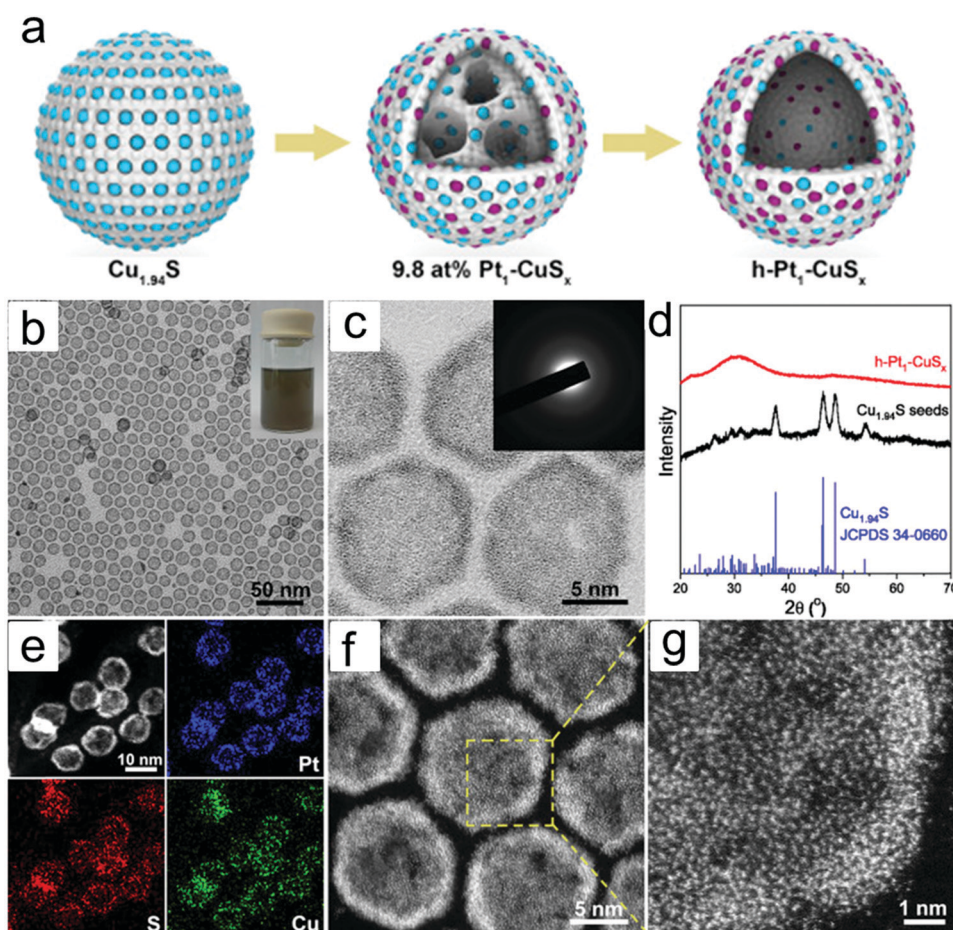 a
Cu₁.₉₄S
9.8 at% Pt₁-CuSₓ
h-Pt₁-CuSₓ
b
50 nm
c
5 nm
d
h-Pt₁-CuSₓ
Cu₁.₉₄S seeds
Cu₁.₉₄S
JCPDS 34-0660
Intensity
20 30 40 50 60 70
2θ (°)
e
10 nm
Pt
S
Cu
f
5 nm
g
1 nm